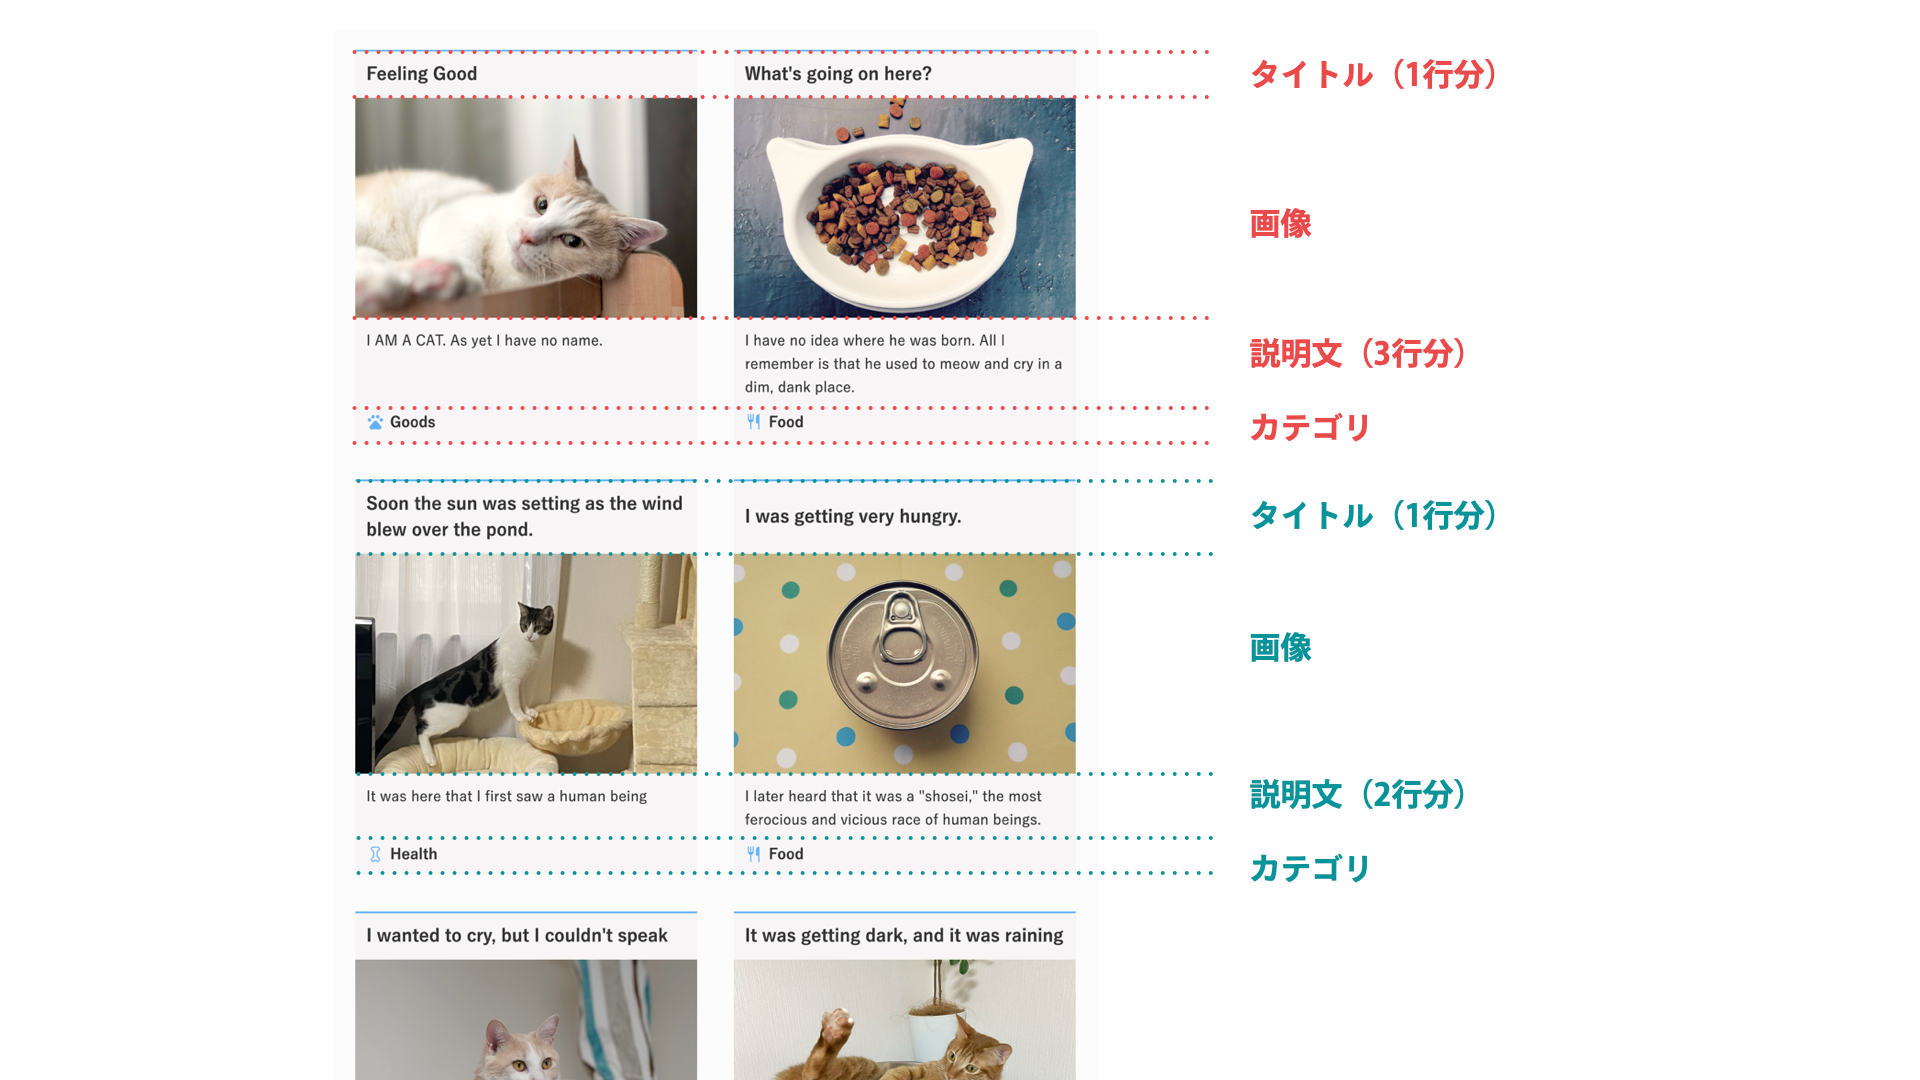 Feeling Good
What's going on here?
タイトル（1行分）
画像
I AM A CAT. As yet I have no name.
I have no idea where he was born. All I
remember is that he used to meow and cry in a
dim, dank place.
説明文（3行分）
Goods
Food
カテゴリ
Soon the sun was setting as the wind
blew over the pond.
I was getting very hungry.
タイトル（1行分）
画像
It was here that I first saw a human being
I later heard that it was a "shosei," the most
ferocious and vicious race of human beings.
説明文（2行分）
Health
Food
カテゴリ
I wanted to cry, but I couldn't speak
It was getting dark, and it was raining